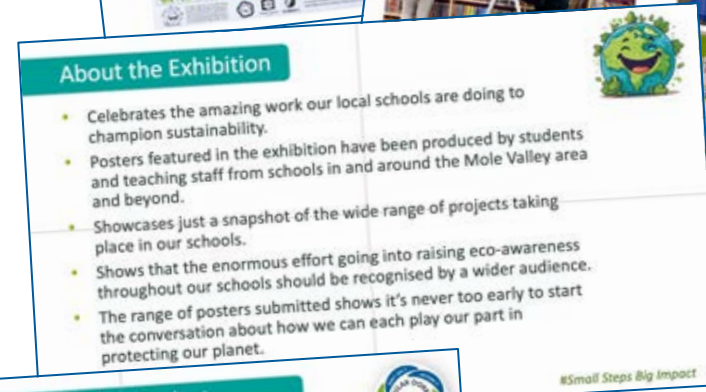 About the Exhibition
• Celebrates the amazing work our local schools are doing to
champion sustainability.
• Posters featured in the exhibition have been produced by students
and teaching staff from schools in and around the Mole Valley area
and beyond.
• Showcases just a snapshot of the wide range of projects taking
place in our schools.
• Shows that the enormous effort going into raising eco-awareness
throughout our schools should be recognised by a wider audience.
• The range of posters submitted shows it's never too early to start
the conversation about how we can each play our part in
protecting our planet.
#Small Steps Big Impact